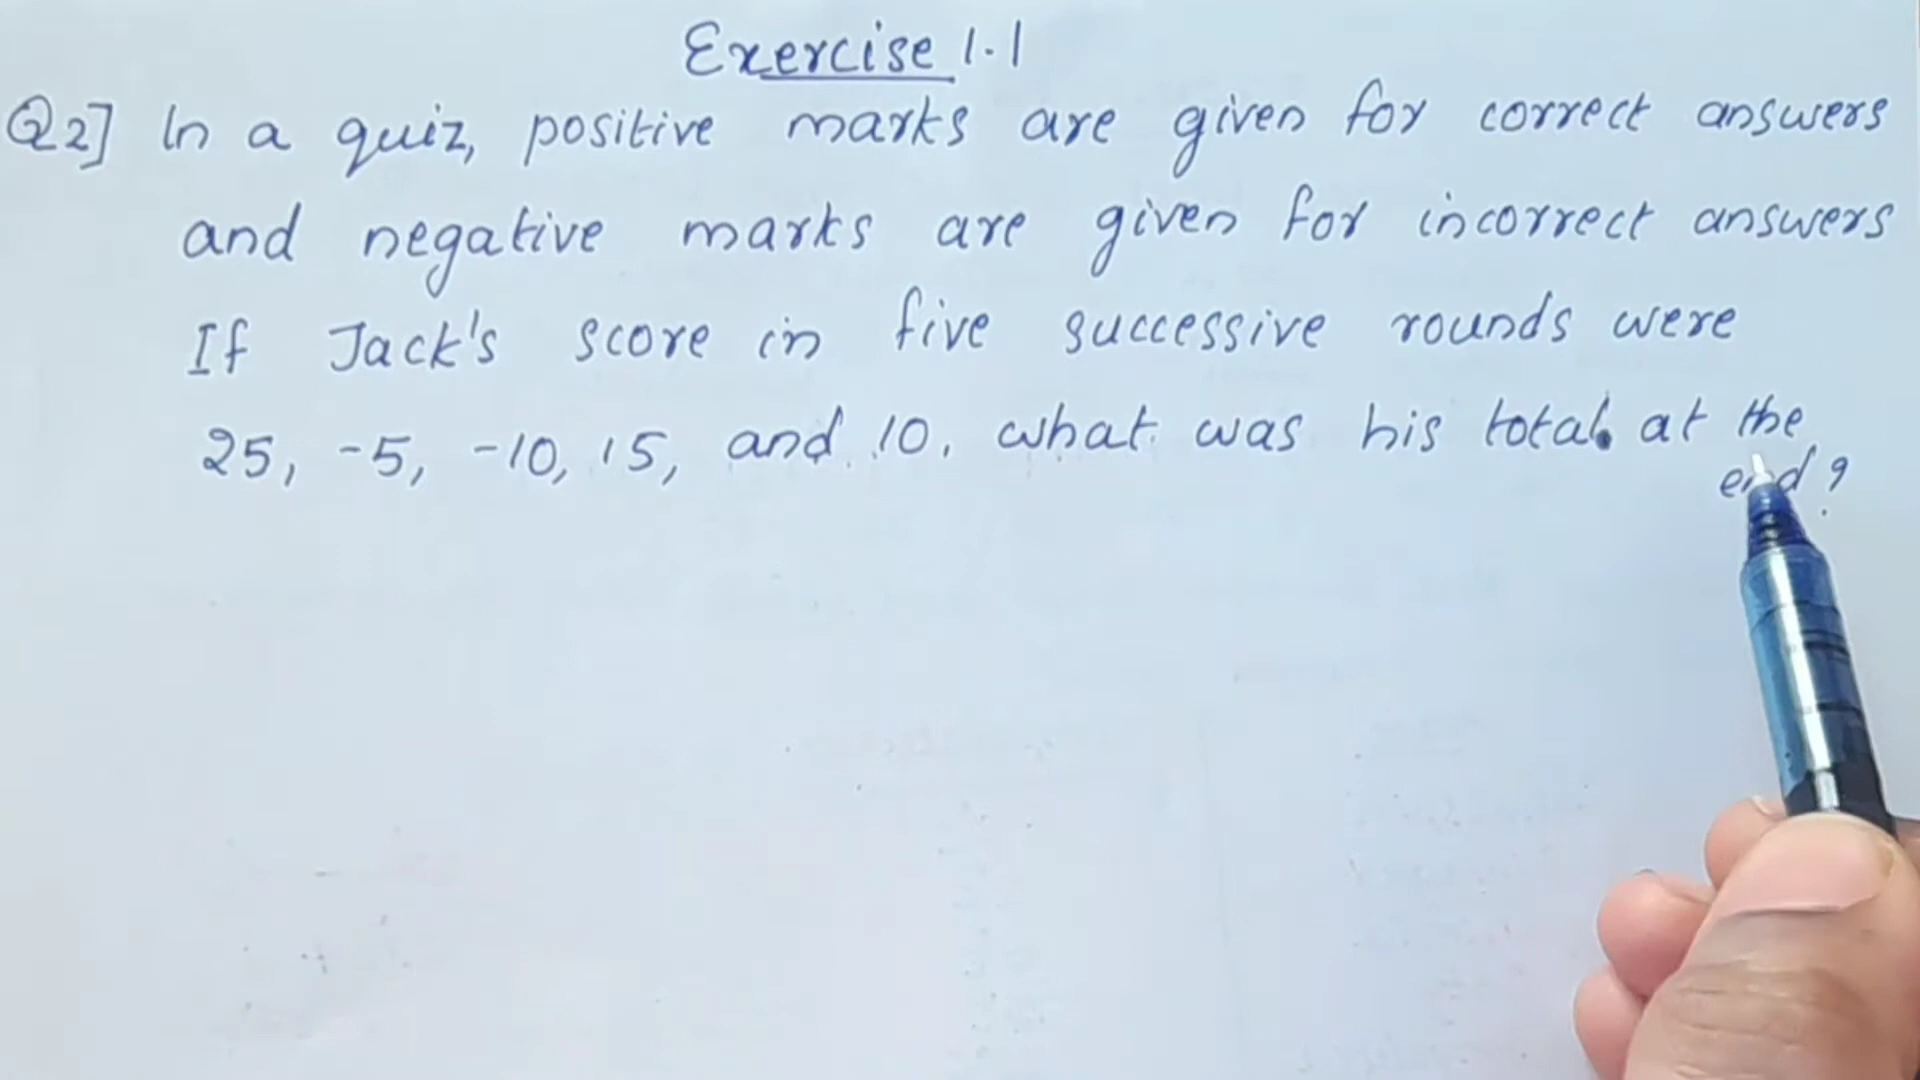 Exercise 1.1
Q2] In a quiz, positive marks are given for correct answers
and negative marks are given for incorrect answers
If Jack's score in five successive rounds were
25, -5, -10, 15, and 10, what was his total at the
end?